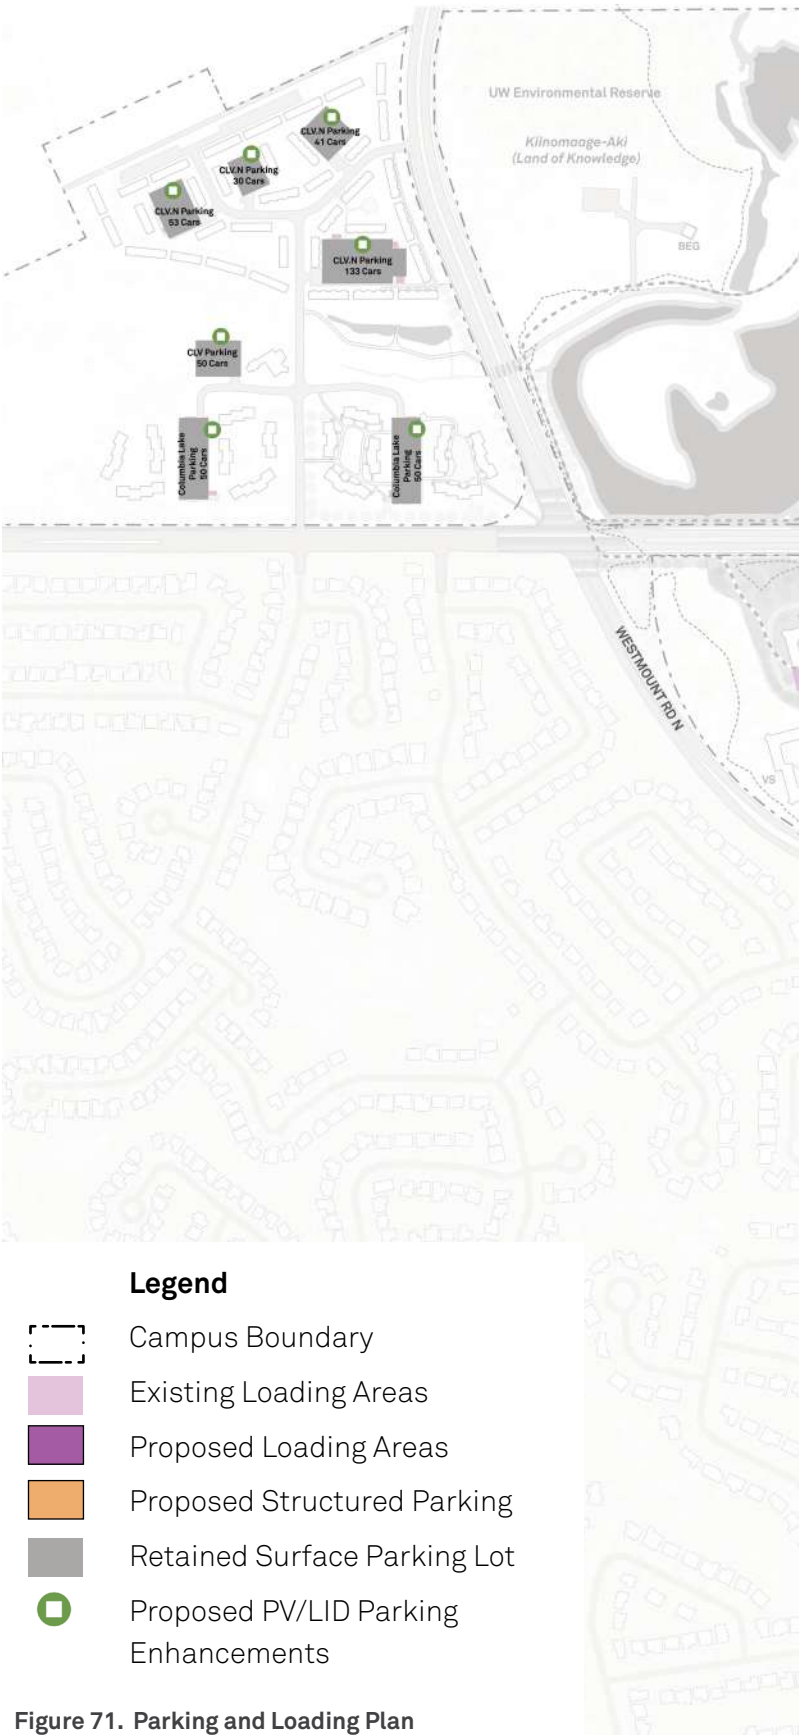 UW Environmental Reserve
Kiinomaage-Aki
(Land of Knowledge)
BEG
CLV.N Parking
41 Cars
CLV.N Parking
30 Cars
CLV.N Parking
53 Cars
CLV.N Parking
133 Cars
CLV Parking
50 Cars
Columbia Lake
Parking
50 Cars
Columbia Lake
Parking
50 Cars
WESTMOUNT RD N
VS
Legend
Campus Boundary
Existing Loading Areas
Proposed Loading Areas
Proposed Structured Parking
Retained Surface Parking Lot
Proposed PV/LID Parking
Enhancements
Figure 71. Parking and Loading Plan